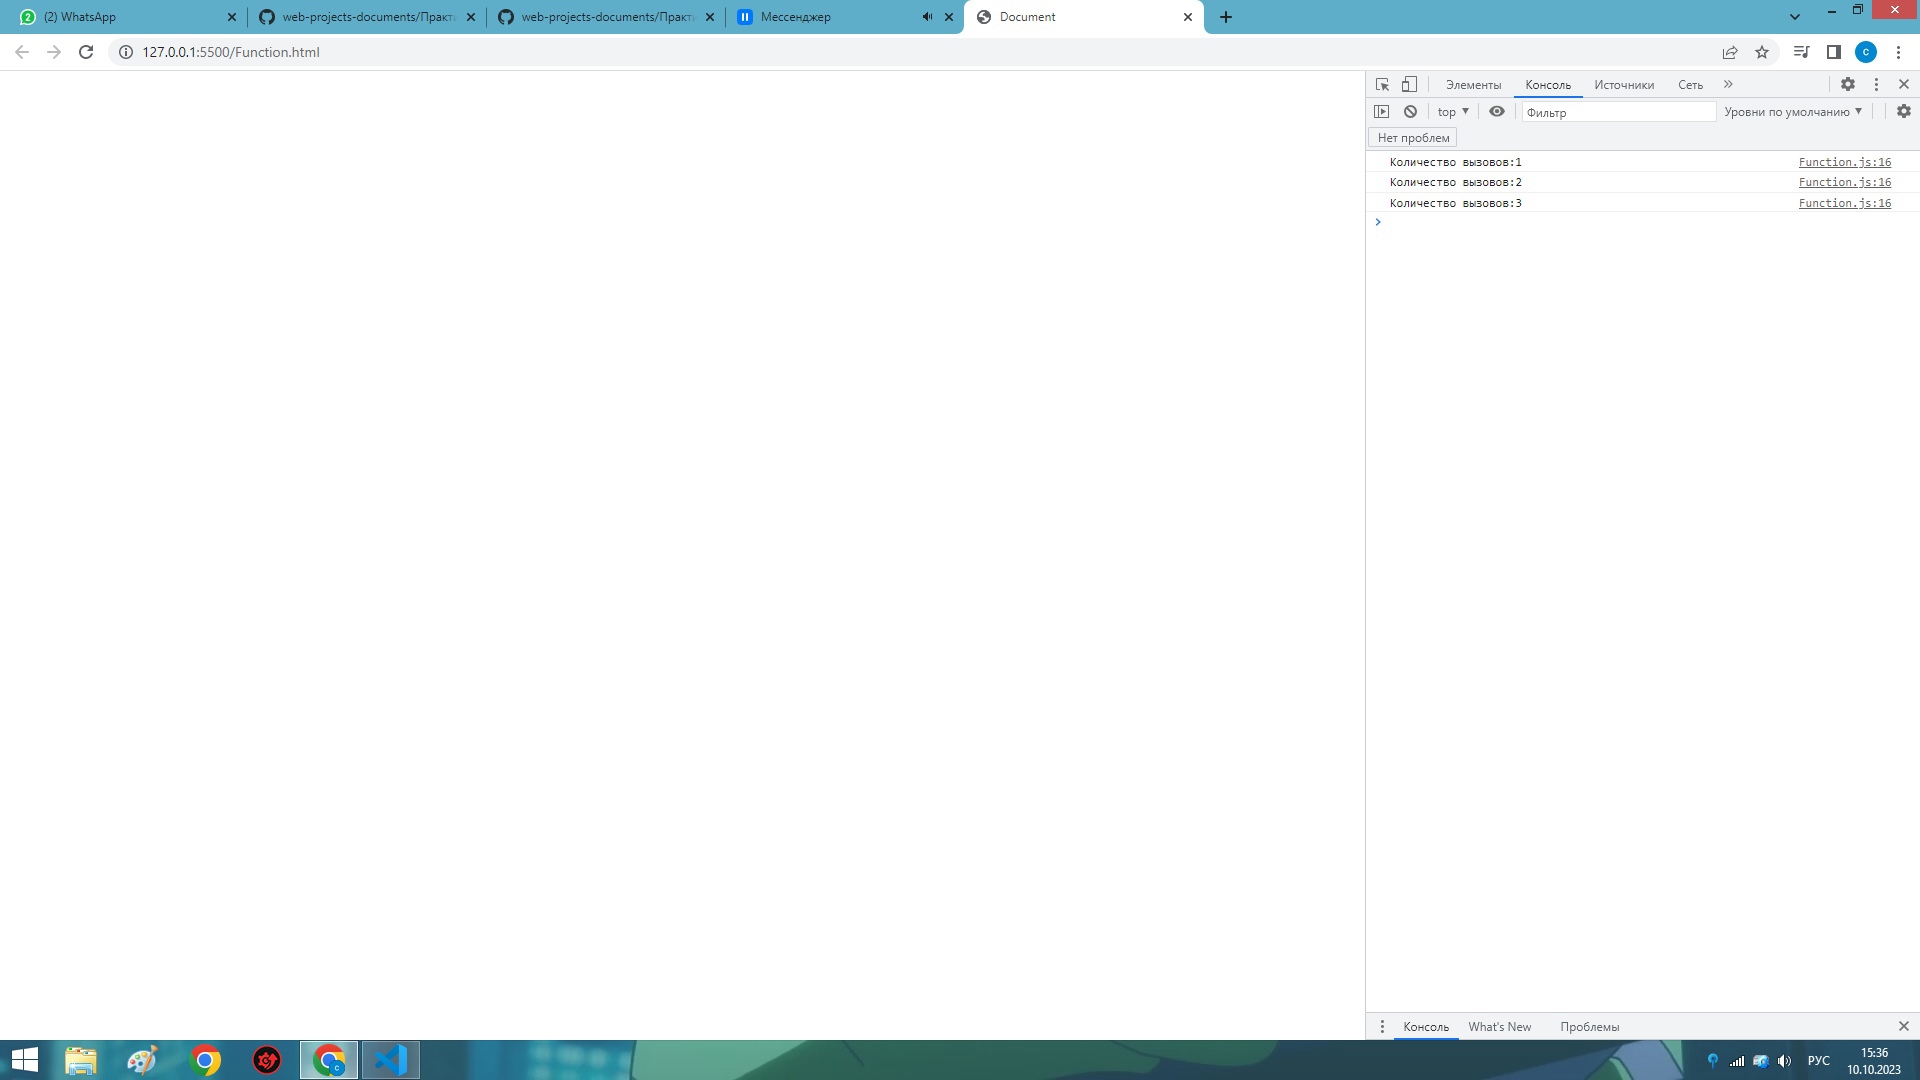 (2) WhatsApp
web-projects-documents/Практи
web-projects-documents/Практи
Мессенджер
Document
127.0.0.1:5500/Function.html
c
Элементы
Консоль
Источники
Сеть
top
Фильтр
Уровни по умолчанию
Нет проблем
Количество вызовов:1 Function.js:16
Количество вызовов:2 Function.js:16
Количество вызовов:3 Function.js:16
Консоль
What's New
Проблемы
РУС
15:36
10.10.2023